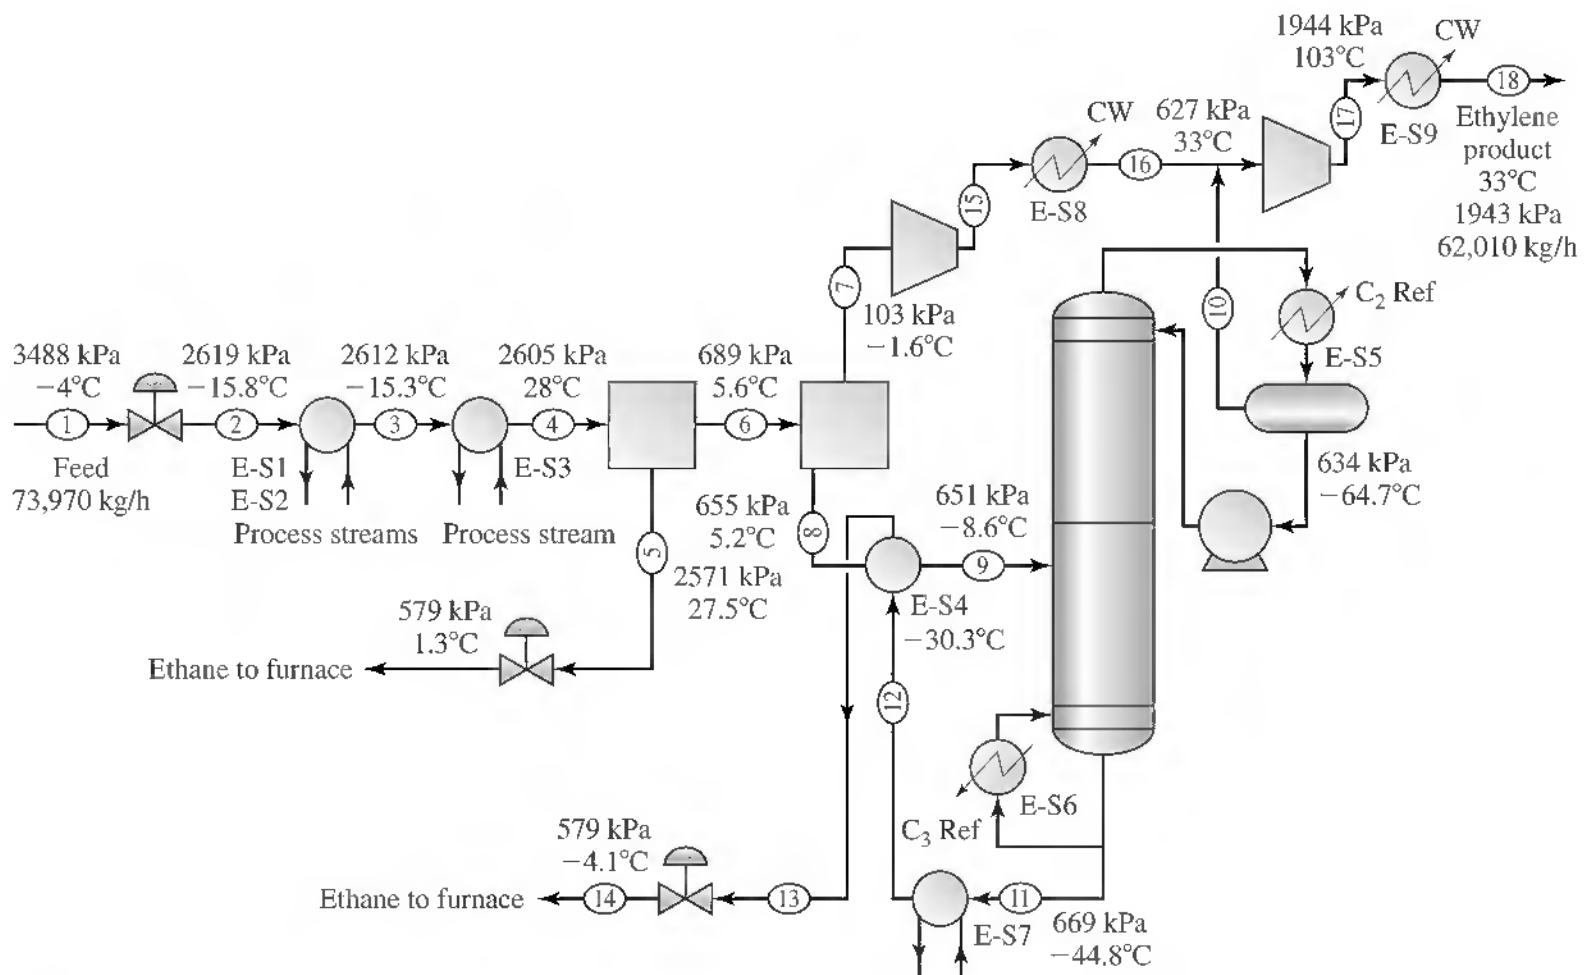 1944 kPa
103°C
CW
17
18
E-S9
Ethylene
product
33°C
1943 kPa
62,010 kg/h
CW
627 kPa
33°C
16
15
E-S8
7
103 kPa
−1.6°C
10
C2 Ref
E-S5
3488 kPa
−4°C
2619 kPa
−15.8°C
2612 kPa
−15.3°C
2605 kPa
28°C
689 kPa
5.6°C
1
2
3
4
6
Feed
73,970 kg/h
E-S1
E-S2
Process streams
E-S3
Process stream
5
2571 kPa
27.5°C
655 kPa
5.2°C
8
651 kPa
−8.6°C
9
E-S4
−30.3°C
634 kPa
−64.7°C
579 kPa
1.3°C
Ethane to furnace
12
E-S6
C3 Ref
579 kPa
−4.1°C
Ethane to furnace
14
13
11
E-S7
669 kPa
−44.8°C